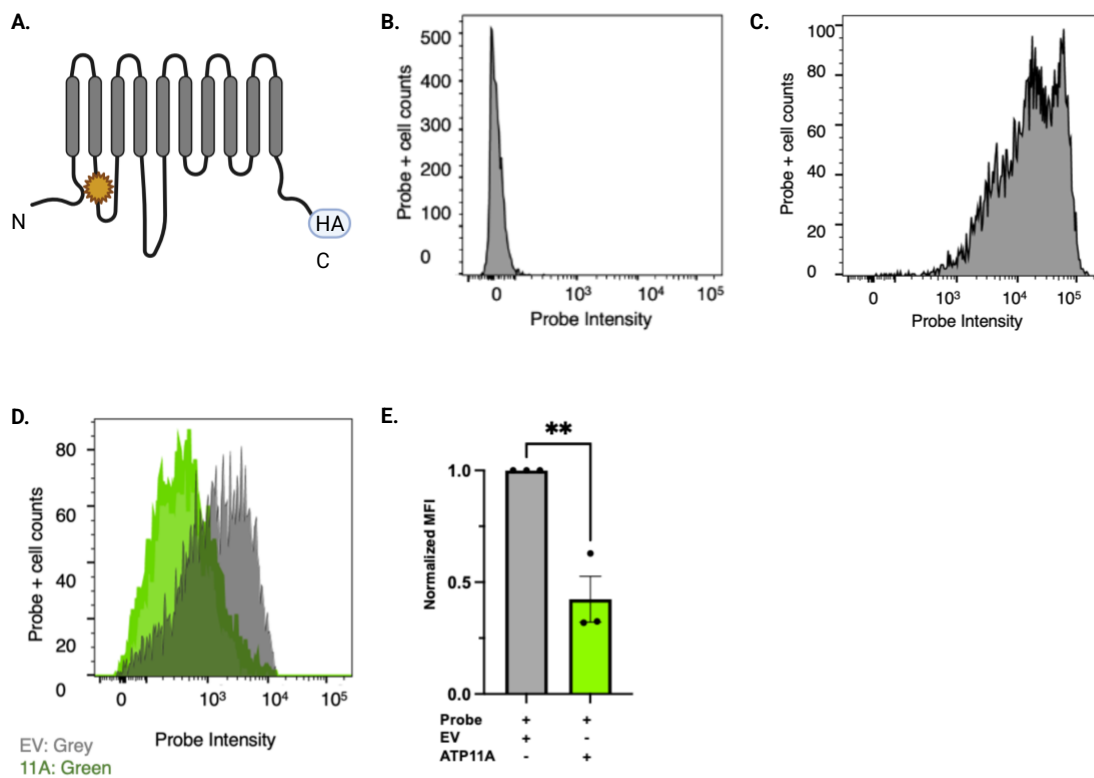 A.
N
HA
C
B.
Probe + cell counts
500
400
300
200
100
0
0 10³ 10⁴ 10⁵
Probe Intensity
C.
Probe + cell counts
100
80
60
40
20
0
0 10³ 10⁴ 10⁵
Probe Intensity
D.
Probe + cell counts
80
60
40
20
0
0 10³ 10⁴ 10⁵
Probe Intensity
EV: Grey
11A: Green
E.
**
Normalized MFI
1.0
0.5
0.0
Probe + +
EV + -
ATP11A - +